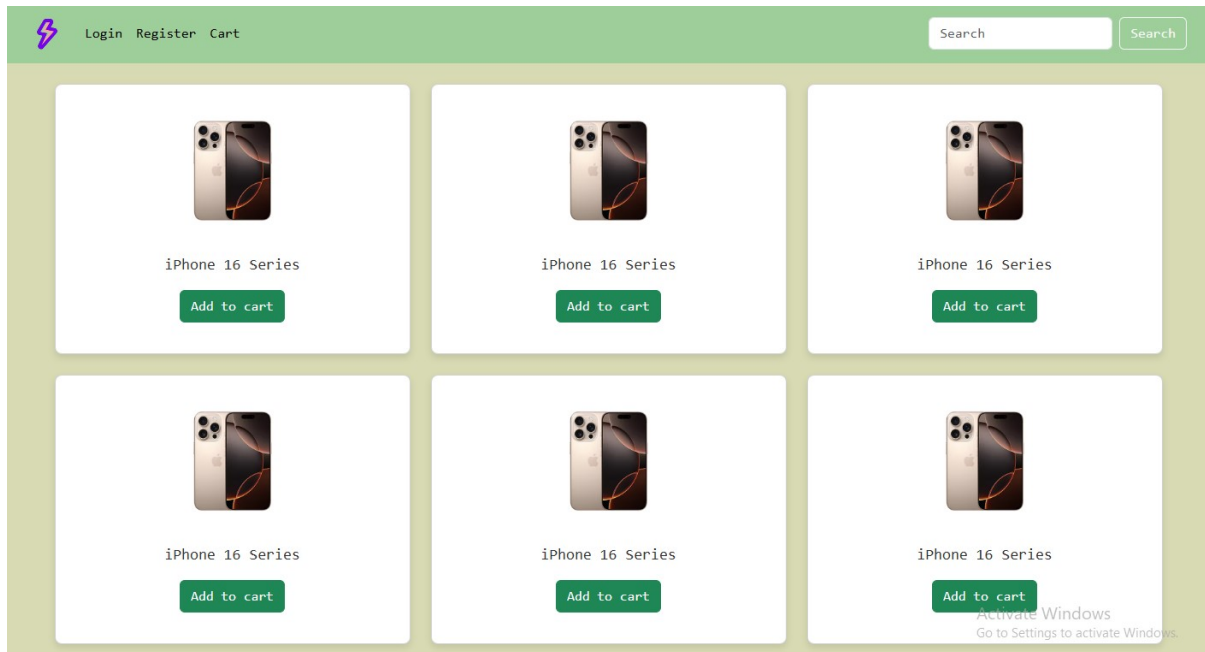 Login Register Cart Search Search
iPhone 16 Series iPhone 16 Series iPhone 16 Series
Add to cart Add to cart Add to cart
iPhone 16 Series iPhone 16 Series iPhone 16 Series
Add to cart Add to cart Add to cart
Activate Windows
Go to Settings to activate Windows.